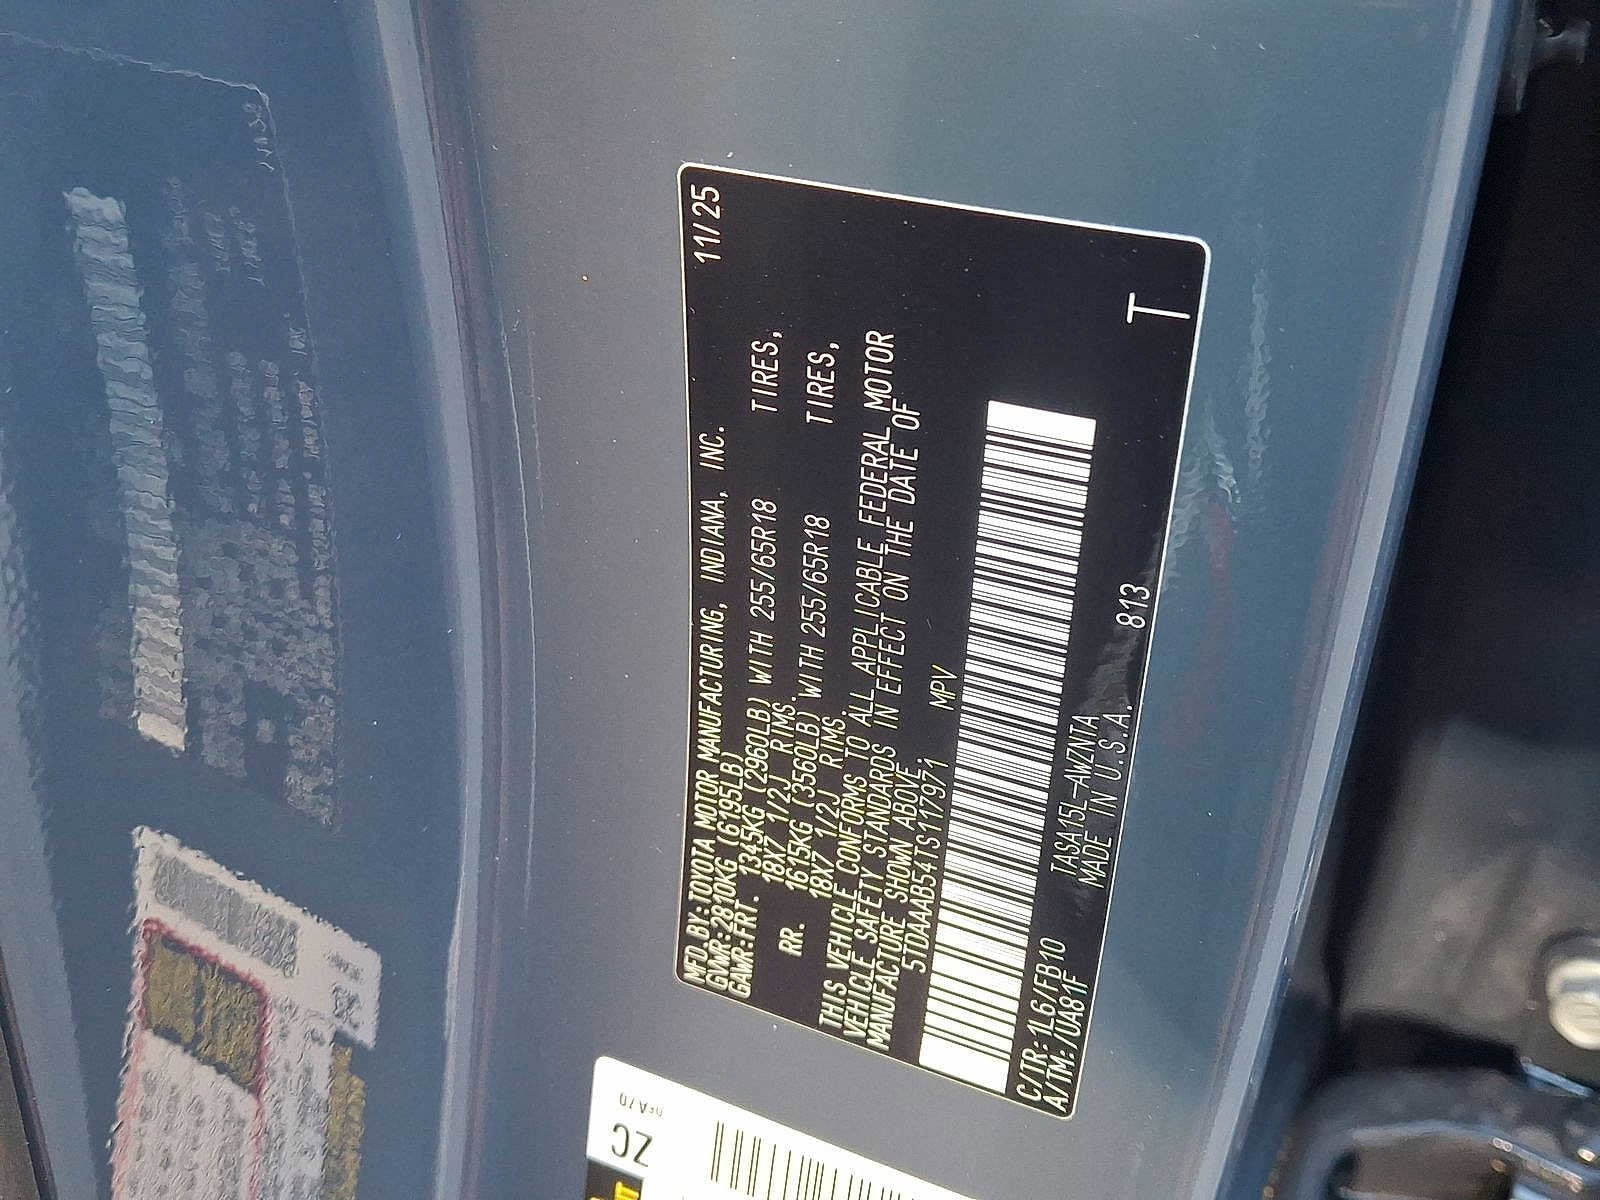 MFD.BY:TOYOTA MOTOR MANUFACTURING, INDIANA, INC. 11/25
GVWR:2810KG (6195LB)
GAWR:FRT. 1345KG (2960LB) WITH 255/65R18 TIRES,
18X7 1/2J RIMS.
RR. 1615KG (3560LB) WITH 255/65R18 TIRES,
18X7 1/2J RIMS.
THIS VEHICLE CONFORMS TO ALL APPLICABLE FEDERAL MOTOR
VEHICLE SAFETY STANDARDS IN EFFECT ON THE DATE OF
MANUFACTURE SHOWN ABOVE.
5TDAAAB541S117971 MPV
C/TR:1L6/FB10 TASA15L-AWZNTA 813 T
A/TM:/UA81F MADE IN U.S.A.
ZC